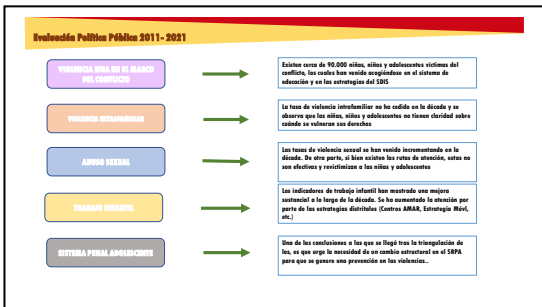 Evaluación Política Pública 2011- 2021
VIOLENCIA NNA EN EL MARCO
DEL CONFLICTO
Existen cerca de 90.000 niñas, niños y adolescentes víctimas del
conflicto, los cuales han venido acogiéndose en el sistema de
educación y en las estrategias del SDIS
VIOLENCIA INTRAFAMILIAR
La tasa de violencia intrafamiliar no ha cedido en la década y se
observa que las niñas, niños y adolescentes no tienen claridad sobre
cuándo se vulneran sus derechos
ABUSO SEXUAL
Las tasas de violencia sexual se han venido incrementando en la
década. De otra parte, si bien existen las rutas de atención, estas no
son efectivas y revictimizan a las niñas y adolescentes
TRABAJO INFANTIL
Los indicadores de trabajo infantil han mostrado una mejora
sustancial a lo largo de la década. Se ha aumentado la atención por
parte de las estrategias distritales (Centros AMAR, Estrategia Móvil,
etc.)
SISTEMA PENAL ADOLESCENTE
Una de las conclusiones a las que se llegó tras la triangulación de
los, es que urge la necesidad de un cambio estructural en el SRPA
para que se genere una prevención en las violencias..